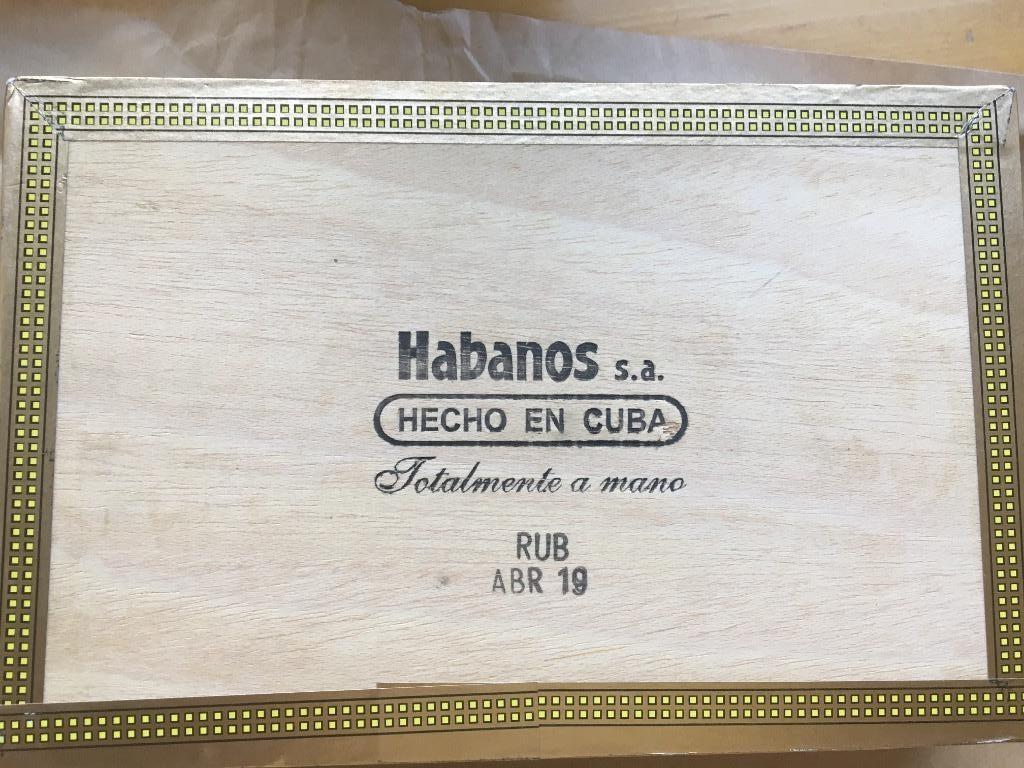 Habanos s.a.
HECHO EN CUBA
Totalmente a mano
RUB
ABR 19